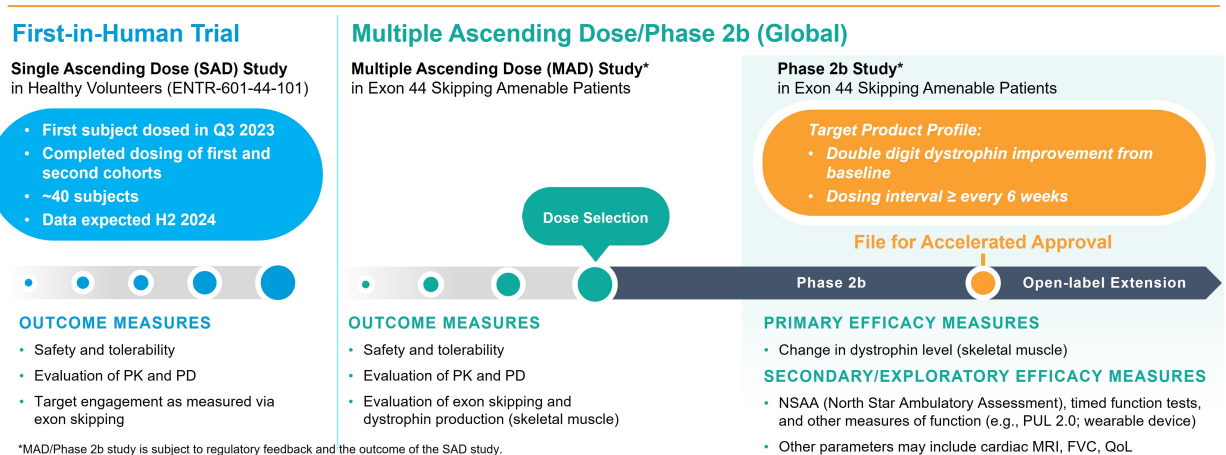 First-in-Human Trial
Single Ascending Dose (SAD) Study
in Healthy Volunteers (ENTR-601-44-101)
• First subject dosed in Q3 2023
• Completed dosing of first and
second cohorts
• ~40 subjects
• Data expected H2 2024
OUTCOME MEASURES
• Safety and tolerability
• Evaluation of PK and PD
• Target engagement as measured via
exon skipping
Multiple Ascending Dose/Phase 2b (Global)
Multiple Ascending Dose (MAD) Study*
in Exon 44 Skipping Amenable Patients
Dose Selection
OUTCOME MEASURES
• Safety and tolerability
• Evaluation of PK and PD
• Evaluation of exon skipping and
dystrophin production (skeletal muscle)
Phase 2b Study*
in Exon 44 Skipping Amenable Patients
Target Product Profile:
• Double digit dystrophin improvement from
baseline
• Dosing interval ≥ every 6 weeks
File for Accelerated Approval
Phase 2b
Open-label Extension
PRIMARY EFFICACY MEASURES
• Change in dystrophin level (skeletal muscle)
SECONDARY/EXPLORATORY EFFICACY MEASURES
• NSAA (North Star Ambulatory Assessment), timed function tests,
and other measures of function (e.g., PUL 2.0; wearable device)
• Other parameters may include cardiac MRI, FVC, QoL
*MAD/Phase 2b study is subject to regulatory feedback and the outcome of the SAD study.